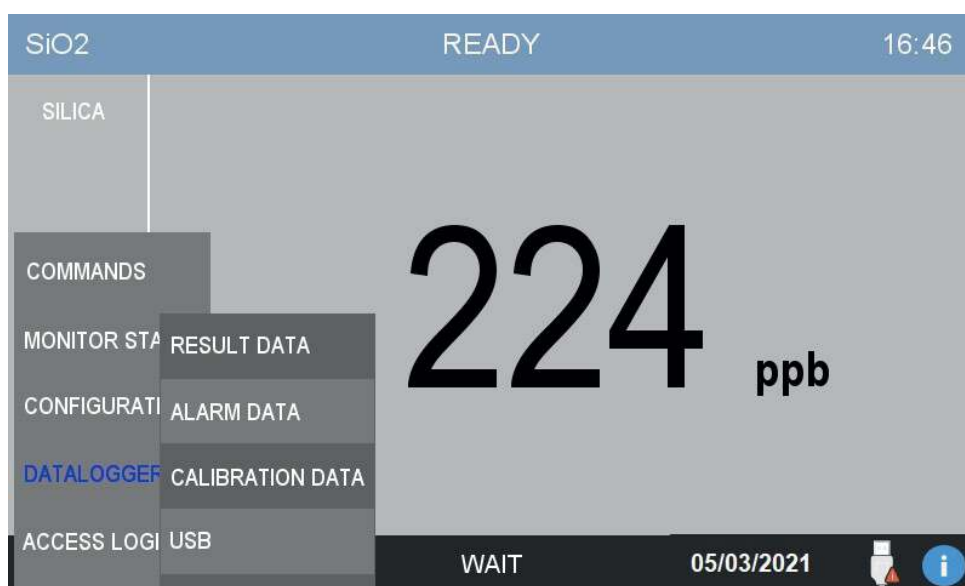 SiO2 READY 16:46
SILICA
224 ppb
COMMANDS
MONITOR STA
CONFIGURATI
DATALOGGER
ACCESS LOGI
RESULT DATA
ALARM DATA
CALIBRATION DATA
USB
WAIT 05/03/2021
i